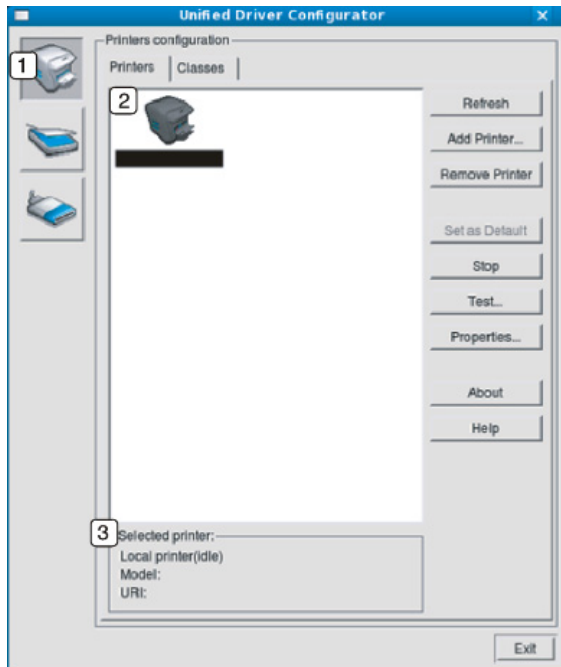 Unified Driver Configurator
Printers configuration
1
Printers Classes
2
Refresh
Add Printer...
Remove Printer
Set as Default
Stop
Test...
Properties...
About
Help
3
Selected printer:
Local printer(idle)
Model:
URI:
Exit